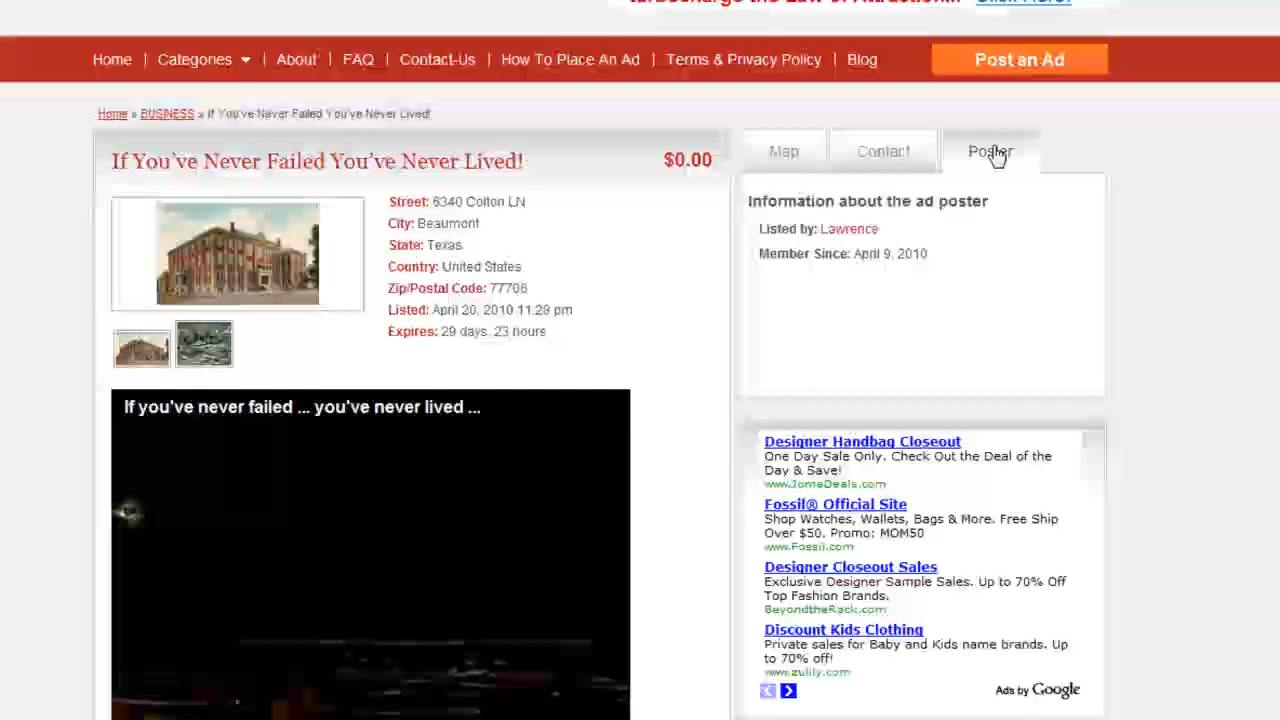 Home | Categories | About | FAQ | Contact-Us | How To Place An Ad | Terms & Privacy Policy | Blog
Post an Ad
Home » BUSINESS » If You've Never Failed You've Never Lived!
If You've Never Failed You've Never Lived!
$0.00
Street: 6340 Colton LN
City: Beaumont
State: Texas
Country: United States
Zip/Postal Code: 77706
Listed: April 20, 2010 11:29 pm
Expires: 29 days, 23 hours
If you've never failed ... you've never lived ...
Map
Contact
Poster
Information about the ad poster
Listed by: Lawrence
Member Since: April 9, 2010
Designer Handbag Closeout
One Day Sale Only. Check Out the Deal of the
Day & Save!
www.JomaDeals.com
Fossil® Official Site
Shop Watches, Wallets, Bags & More. Free Ship
Over $50. Promo: MOM50
www.Fossil.com
Designer Closeout Sales
Exclusive Designer Sample Sales. Up to 70% Off
Top Fashion Brands.
BeyondtheRack.com
Discount Kids Clothing
Private sales for Baby and Kids name brands. Up
to 70% off!
www.zulily.com
Ads by Google